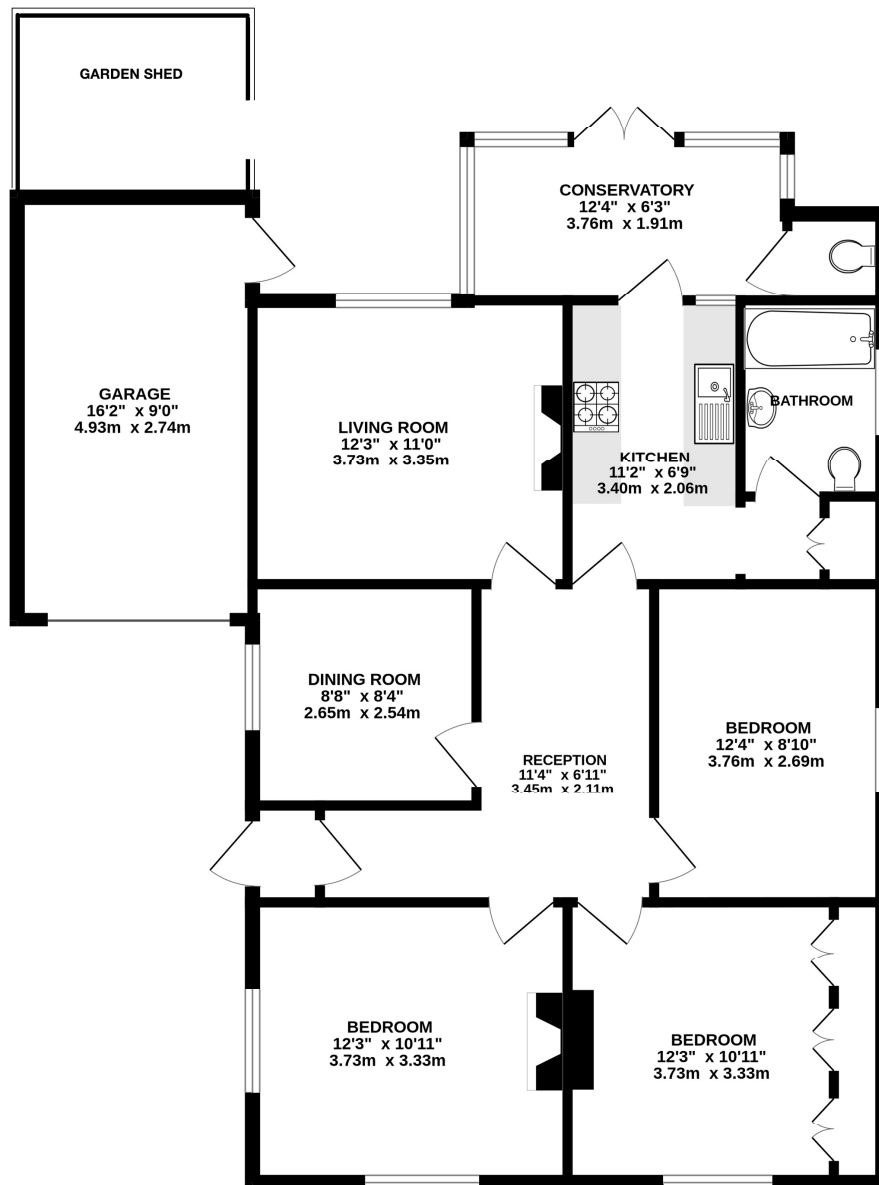 GARDEN SHED
CONSERVATORY
12'4" x 6'3"
3.76m x 1.91m
GARAGE
16'2" x 9'0"
4.93m x 2.74m
LIVING ROOM
12'3" x 11'0"
3.73m x 3.35m
KITCHEN
11'2" x 6'9"
3.40m x 2.06m
BATHROOM
DINING ROOM
8'8" x 8'4"
2.65m x 2.54m
RECEPTION
11'4" x 6'11"
3.45m x 2.11m
BEDROOM
12'4" x 8'10"
3.76m x 2.69m
BEDROOM
12'3" x 10'11"
3.73m x 3.33m
BEDROOM
12'3" x 10'11"
3.73m x 3.33m